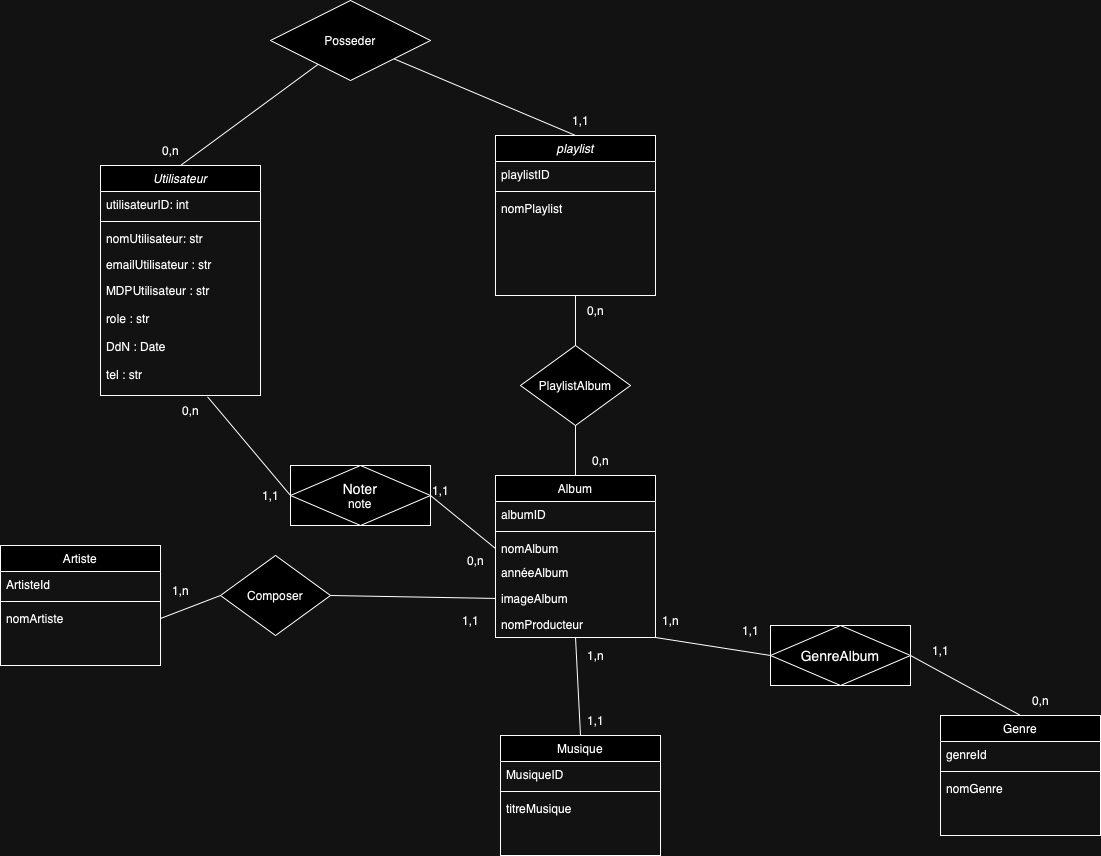 Posseder
0,n
1,1
Utilisateur
utilisateurID: int
nomUtilisateur: str
emailUtilisateur : str
MDPUtilisateur : str
role : str
DdN : Date
tel : str
playlist
playlistID
nomPlaylist
0,n
PlaylistAlbum
0,n
0,n
1,1
Noter
note
1,1
0,n
Album
albumID
nomAlbum
annéeAlbum
imageAlbum
nomProducteur
Artiste
ArtisteId
nomArtiste
1,n
Composer
1,1
1,n
1,1
GenreAlbum
1,1
0,n
1,n
1,1
Musique
MusiqueID
titreMusique
Genre
genreId
nomGenre